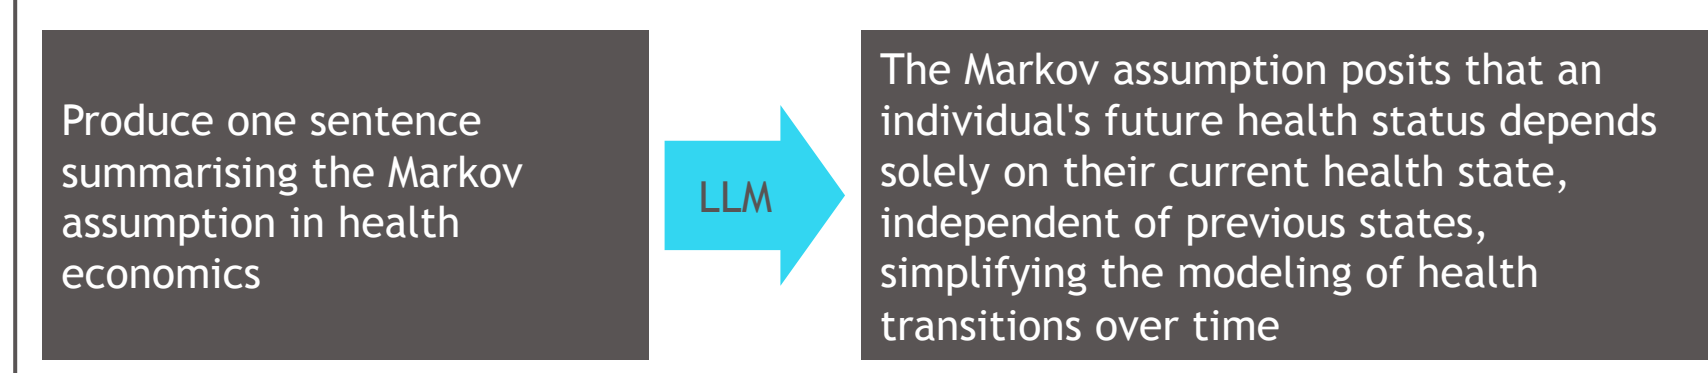 Produce one sentence
summarising the Markov
assumption in health
economics
LLM
The Markov assumption posits that an
individual's future health status depends
solely on their current health state,
independent of previous states,
simplifying the modeling of health
transitions over time